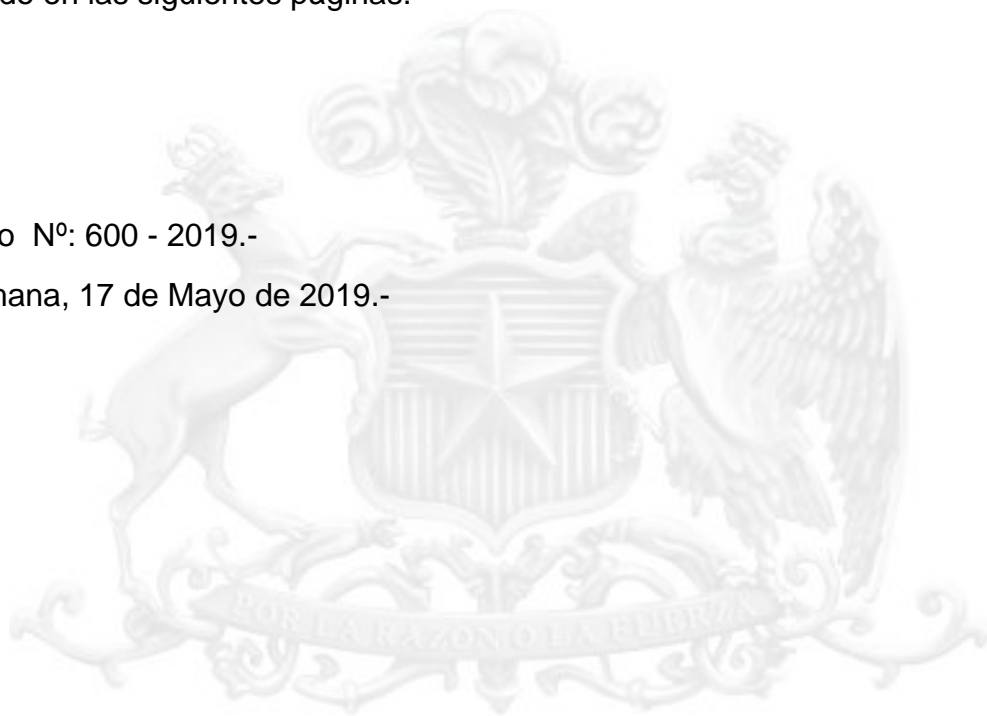 do en las siguientes páginas.
o Nº: 600 - 2019.-
nana, 17 de Mayo de 2019.-
POR LA RAZON O LA FUERZA